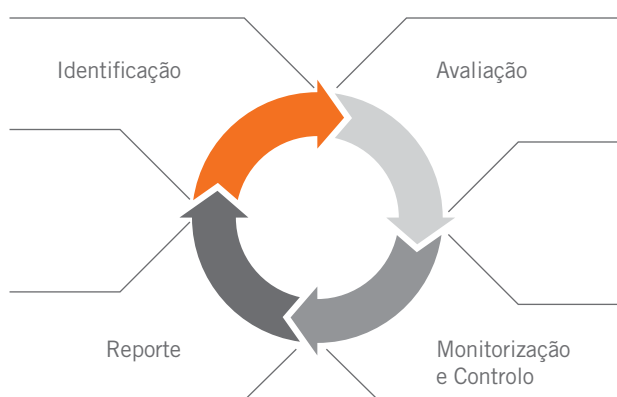 Identificação
Avaliação
Reporte
Monitorização
e Controlo